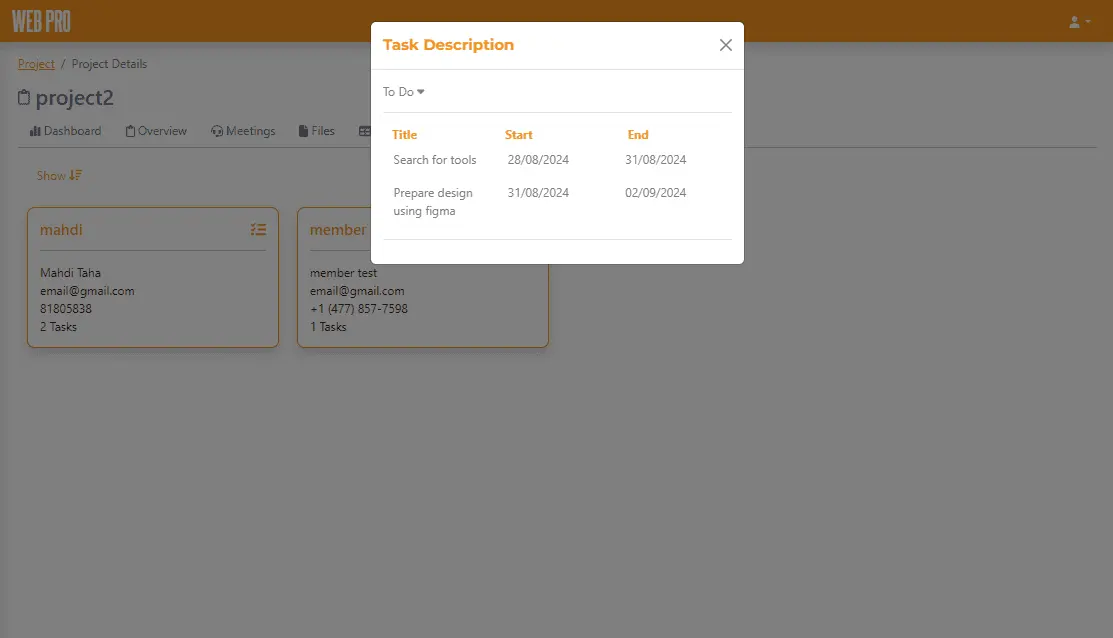 WEB PRO
Task Description
Project / Project Details
To Do
project2
Dashboard Overview Meetings Files
Title Start End
Search for tools 28/08/2024 31/08/2024
Prepare design using figma 31/08/2024 02/09/2024
Show
mahdi
Mahdi Taha
email@gmail.com
81805838
2 Tasks
member
member test
email@gmail.com
+1 (477) 857-7598
1 Tasks